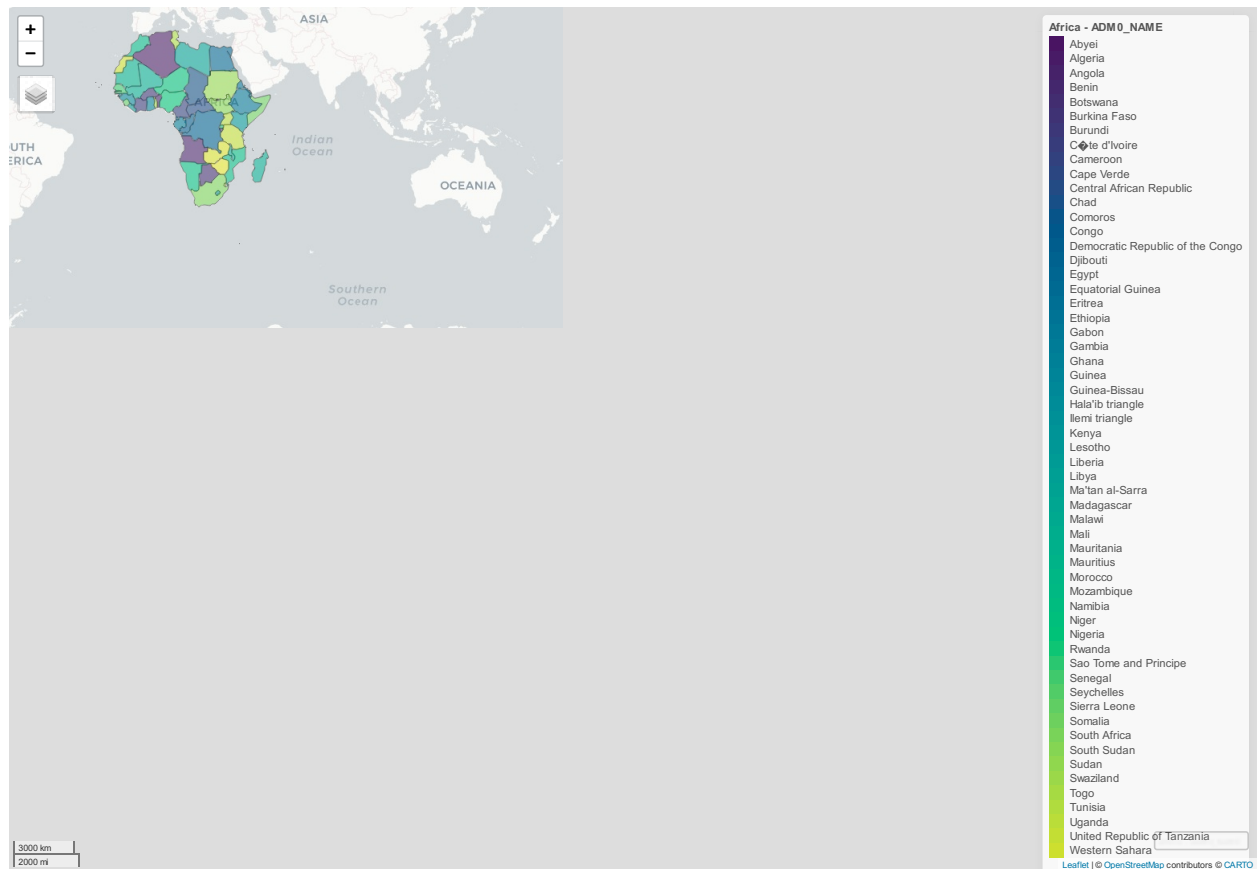 +
−
ASIA
AFRICA
Indian
Ocean
UTH
ERICA
OCEANIA
Southern
Ocean
3000 km
2000 mi
Africa - ADM0_NAME
Abyei
Algeria
Angola
Benin
Botswana
Burkina Faso
Burundi
C�te d'Ivoire
Cameroon
Cape Verde
Central African Republic
Chad
Comoros
Congo
Democratic Republic of the Congo
Djibouti
Egypt
Equatorial Guinea
Eritrea
Ethiopia
Gabon
Gambia
Ghana
Guinea
Guinea-Bissau
Hala'ib triangle
Ilemi triangle
Kenya
Lesotho
Liberia
Libya
Ma'tan al-Sarra
Madagascar
Malawi
Mali
Mauritania
Mauritius
Morocco
Mozambique
Namibia
Niger
Nigeria
Rwanda
Sao Tome and Principe
Senegal
Seychelles
Sierra Leone
Somalia
South Africa
South Sudan
Sudan
Swaziland
Togo
Tunisia
Uganda
United Republic of Tanzania
Western Sahara
Leaflet | © OpenStreetMap contributors © CARTO